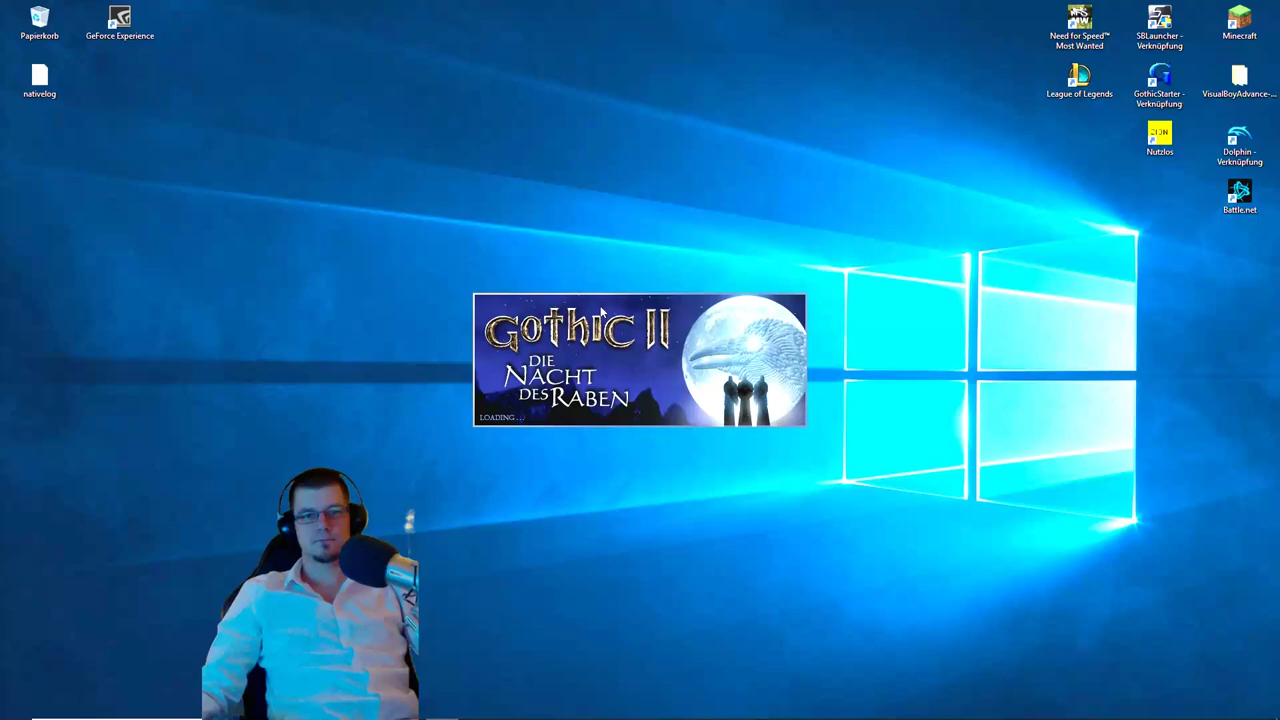 Papierkorb
GeForce Experience
nativelog
Need for Speed™
Most Wanted
SBLauncher -
Verknüpfung
Minecraft
League of Legends
GothicStarter -
Verknüpfung
VisualBoyAdvance-...
ZION
Nutzlos
Dolphin -
Verknüpfung
Battle.net
GOTHIC II
DIE
NACHT
DES RABEN
LOADING ...